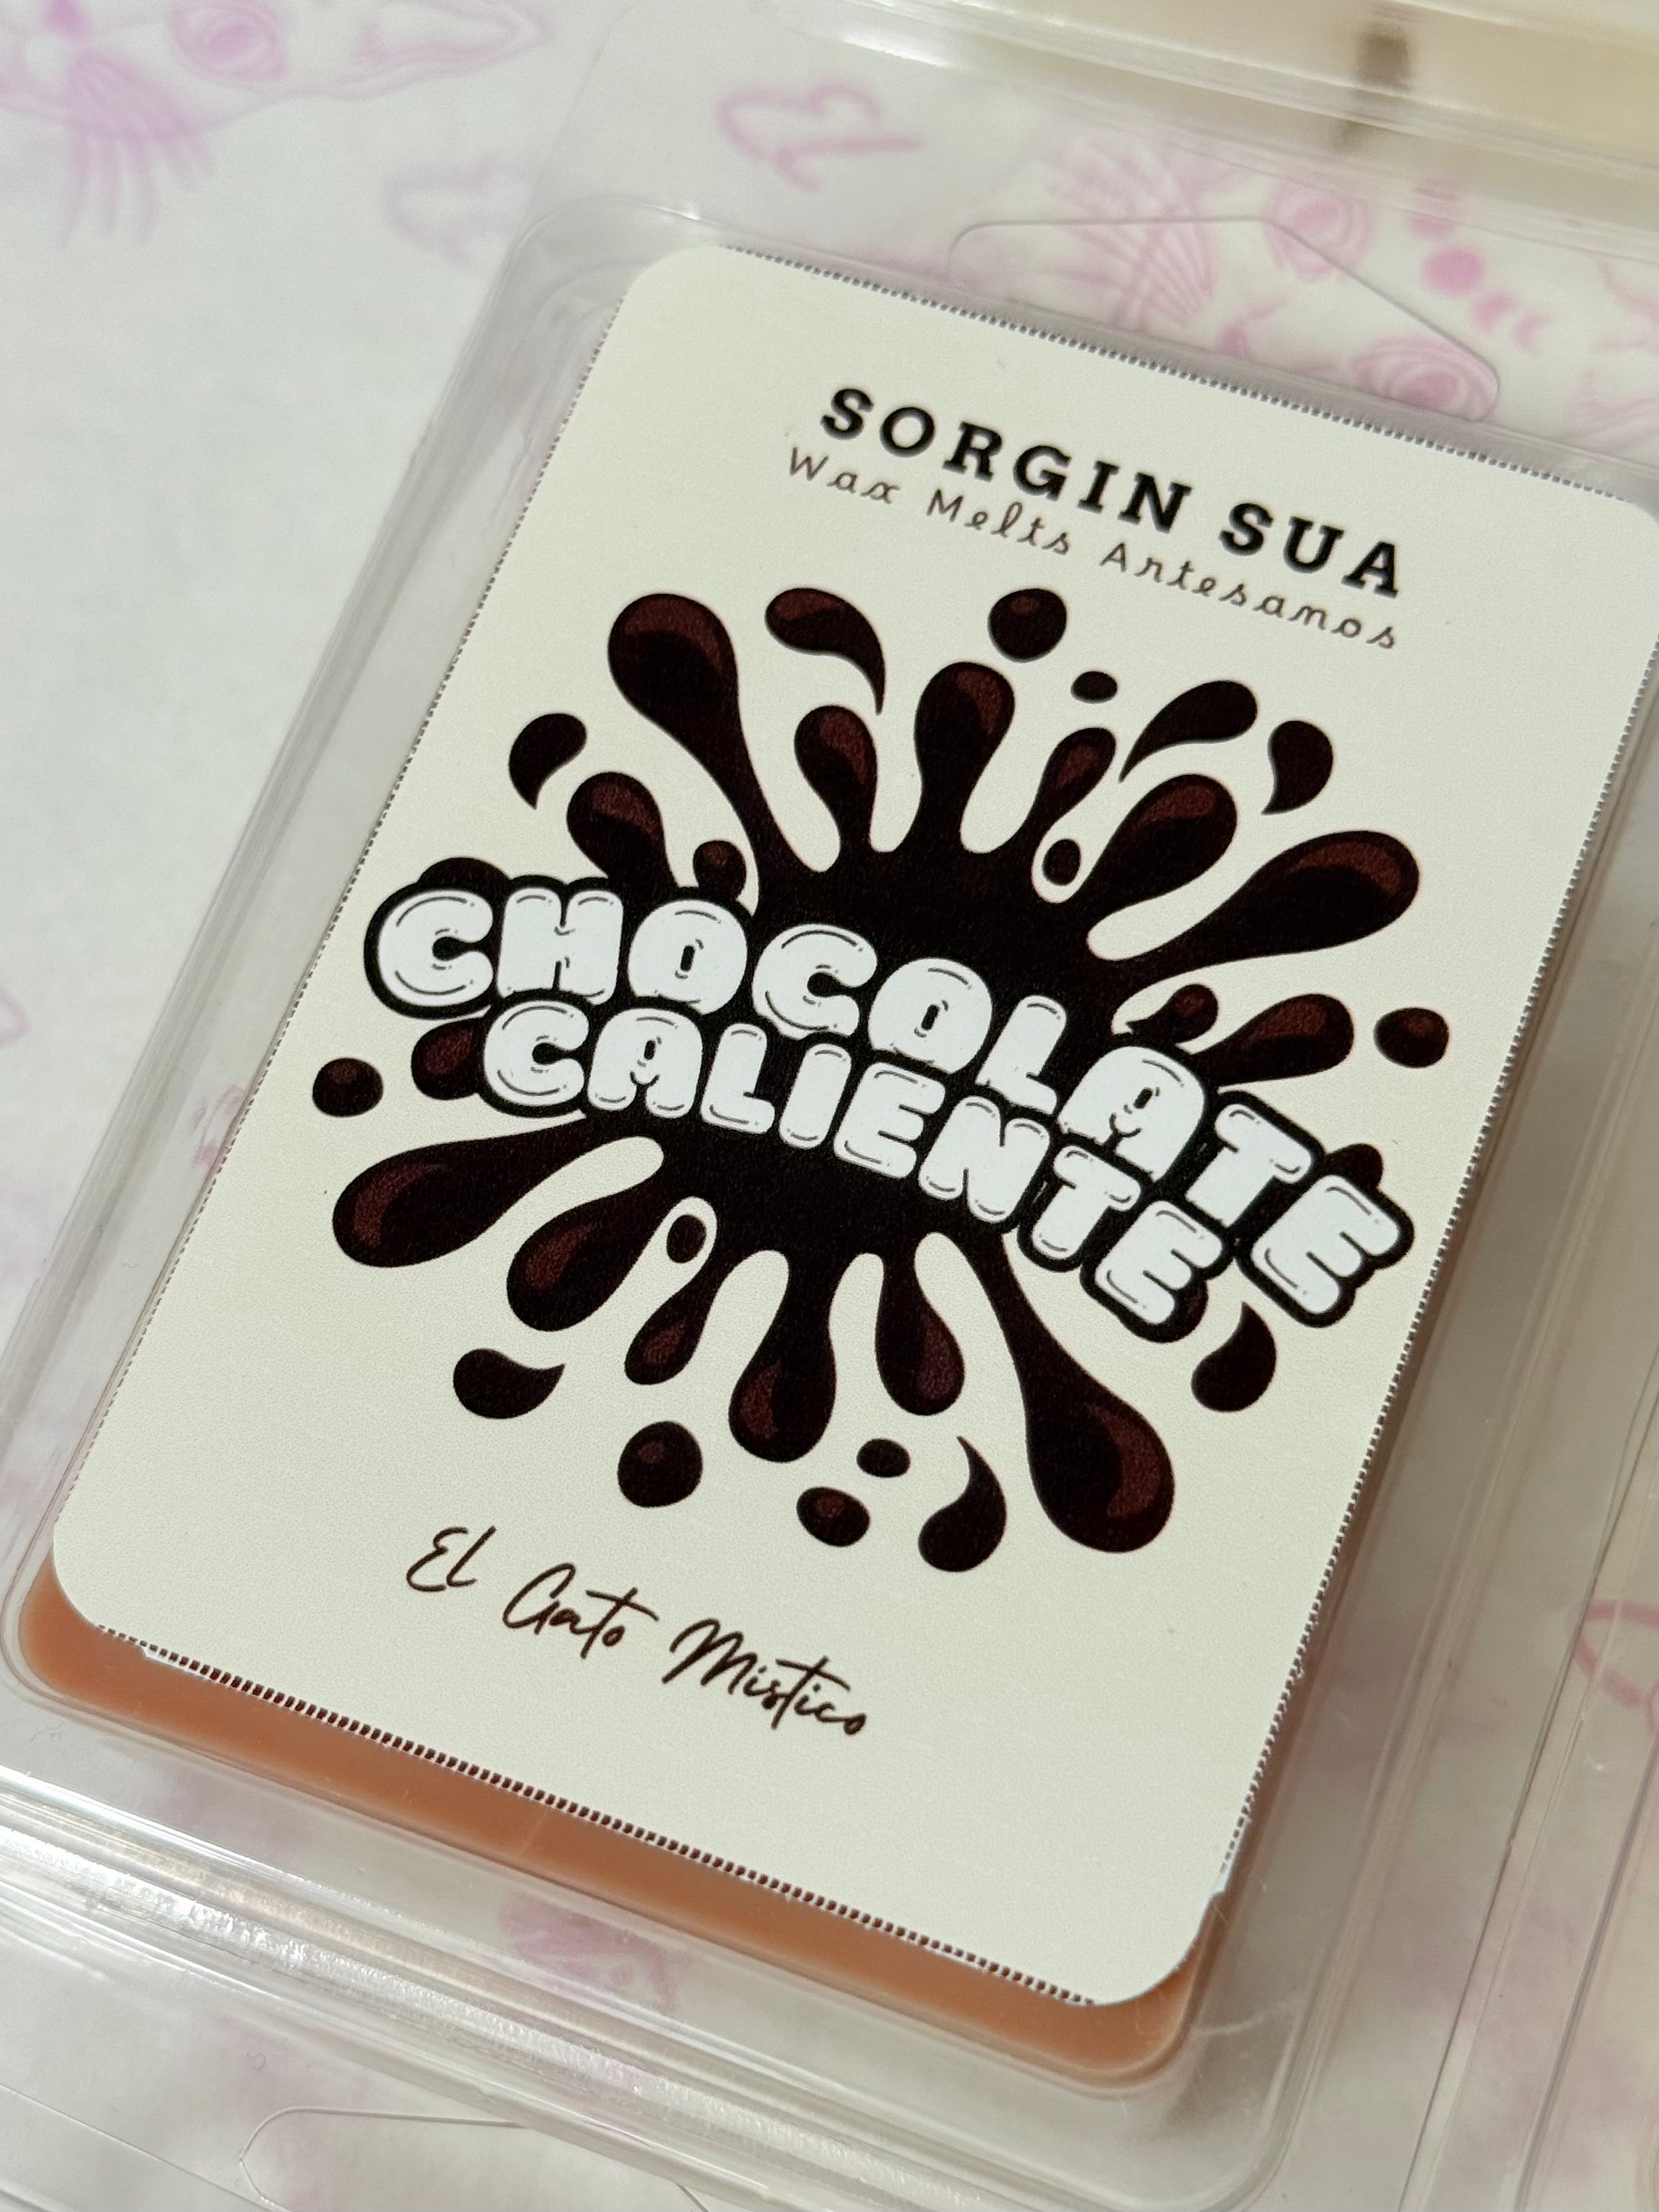 SORGIN SUA
Wax Melts Artesanos
CHOCOLATE
CALIENTE
El Gato Mistico